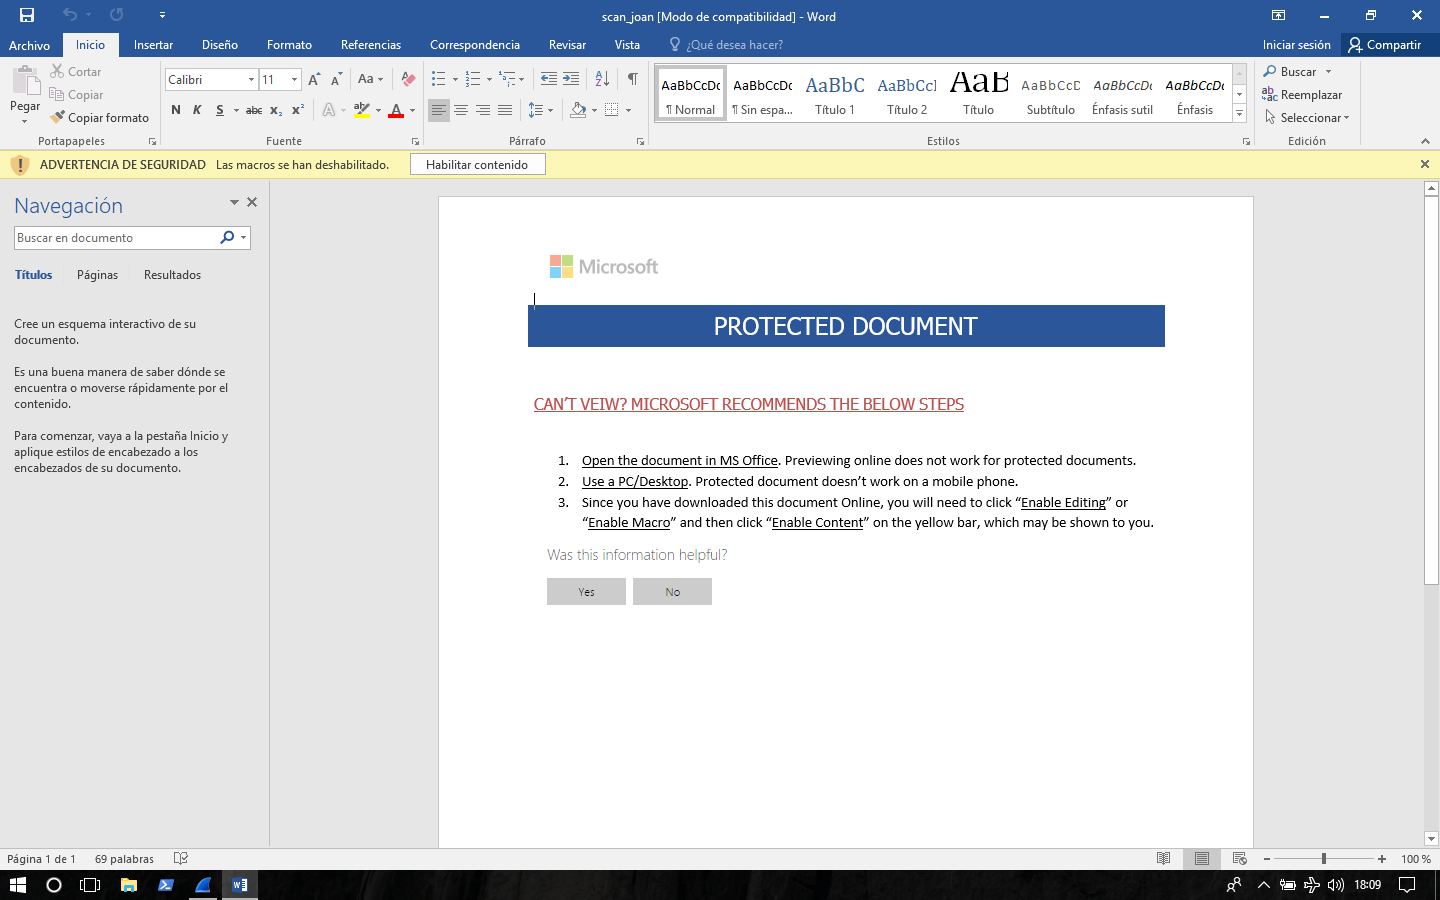 scan_joan [Modo de compatibilidad] - Word
Archivo Inicio Insertar Diseño Formato Referencias Correspondencia Revisar Vista ¿Qué desea hacer? Iniciar sesión Compartir
Pegar
Cortar
Copiar
Copiar formato
Portapapeles
Calibri 11
N K S abc x₂ x² A A
Aa
Fuente
Párrafo
AaBbCcDc AaBbCcDc AaBbC AaBbCcI AaB AaBbCcD AaBbCcDc AaBbCcDc
¶ Normal ¶ Sin espa... Título 1 Título 2 Título Subtítulo Énfasis sutil Énfasis
Estilos
Buscar
Reemplazar
Seleccionar
Edición
ADVERTENCIA DE SEGURIDAD Las macros se han deshabilitado. Habilitar contenido
Navegación
Buscar en documento
Títulos Páginas Resultados
Cree un esquema interactivo de su
documento.
Es una buena manera de saber dónde se
encuentra o moverse rápidamente por el
contenido.
Para comenzar, vaya a la pestaña Inicio y
aplique estilos de encabezado a los
encabezados de su documento.
Microsoft
PROTECTED DOCUMENT
CAN'T VEIW? MICROSOFT RECOMMENDS THE BELOW STEPS
1. Open the document in MS Office. Previewing online does not work for protected documents.
2. Use a PC/Desktop. Protected document doesn't work on a mobile phone.
3. Since you have downloaded this document Online, you will need to click “Enable Editing” or
“Enable Macro” and then click “Enable Content” on the yellow bar, which may be shown to you.
Was this information helpful?
Yes No
Página 1 de 1 69 palabras 100 %
18:09